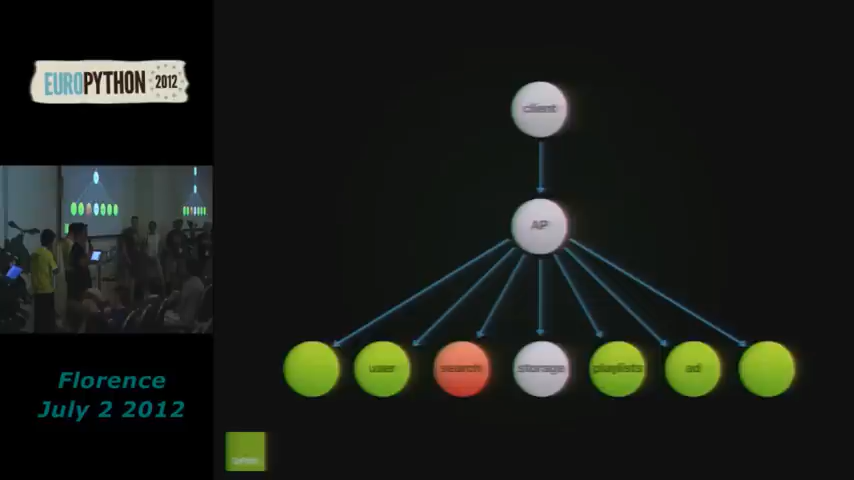 EUROPYTHON 2012
client
AP
user
search
storage
playlists
ad
Florence
July 2 2012